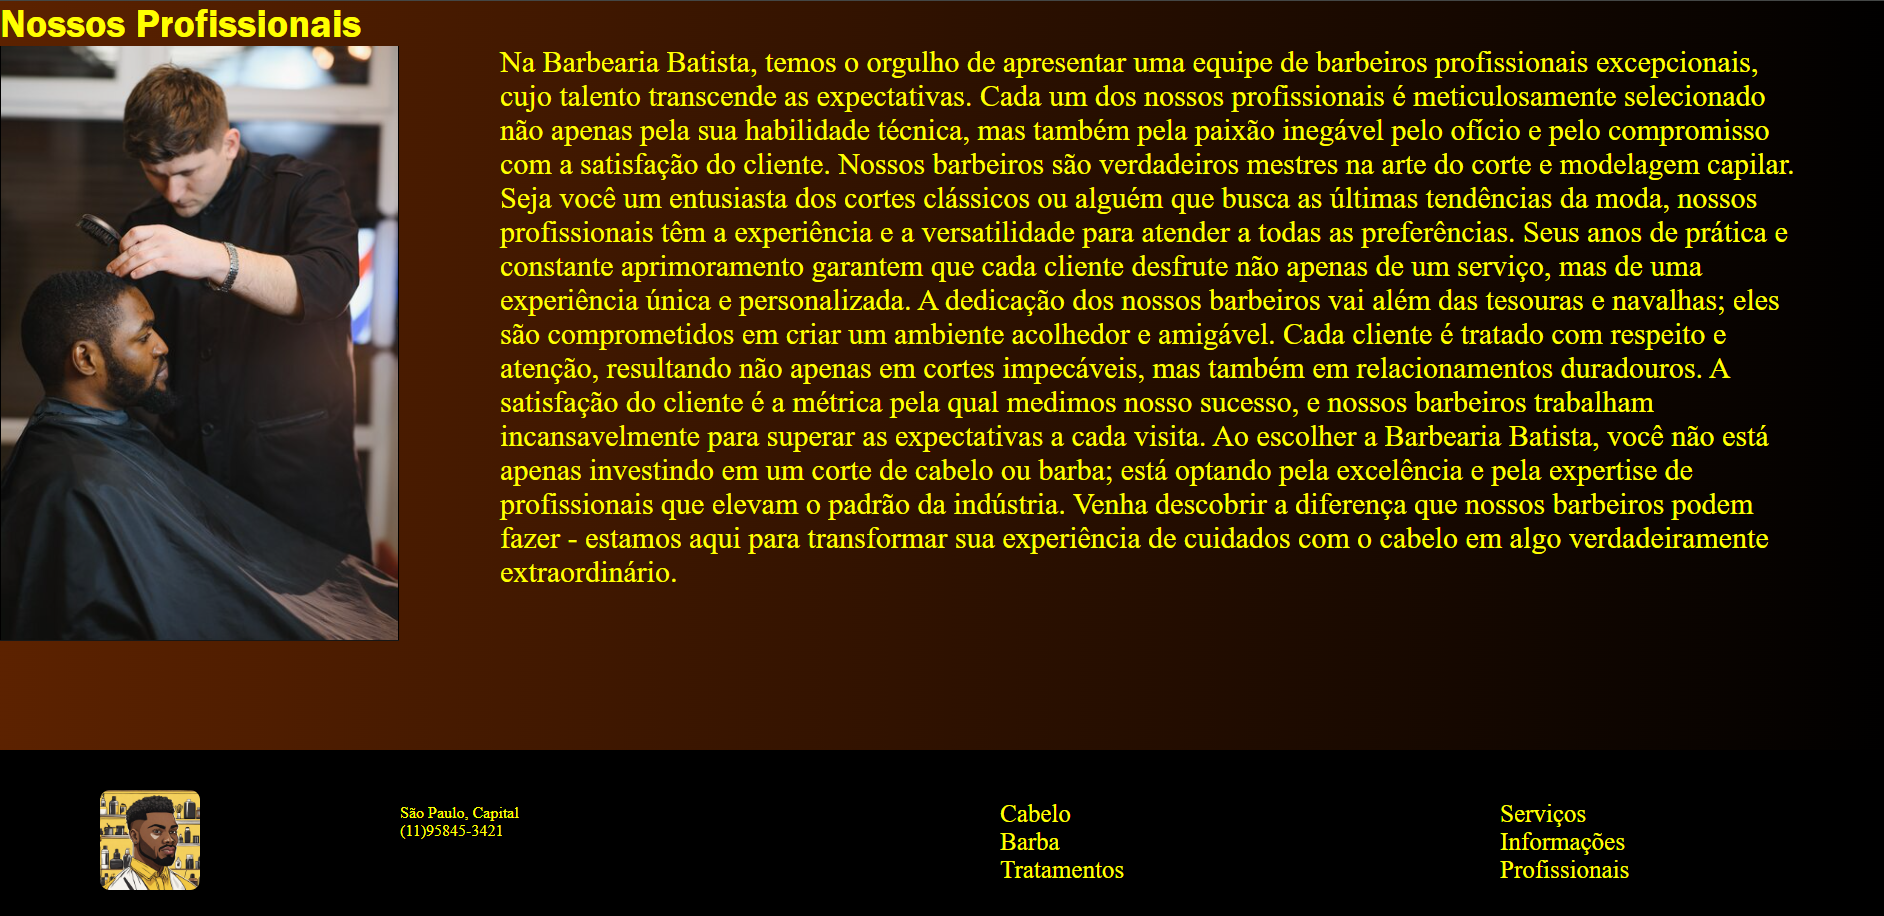 Nossos Profissionais
Na Barbearia Batista, temos o orgulho de apresentar uma equipe de barbeiros profissionais excepcionais,
cujo talento transcende as expectativas. Cada um dos nossos profissionais é meticulosamente selecionado
não apenas pela sua habilidade técnica, mas também pela paixão inegável pelo ofício e pelo compromisso
com a satisfação do cliente. Nossos barbeiros são verdadeiros mestres na arte do corte e modelagem capilar.
Seja você um entusiasta dos cortes clássicos ou alguém que busca as últimas tendências da moda, nossos
profissionais têm a experiência e a versatilidade para atender a todas as preferências. Seus anos de prática e
constante aprimoramento garantem que cada cliente desfrute não apenas de um serviço, mas de uma
experiência única e personalizada. A dedicação dos nossos barbeiros vai além das tesouras e navalhas; eles
são comprometidos em criar um ambiente acolhedor e amigável. Cada cliente é tratado com respeito e
atenção, resultando não apenas em cortes impecáveis, mas também em relacionamentos duradouros. A
satisfação do cliente é a métrica pela qual medimos nosso sucesso, e nossos barbeiros trabalham
incansavelmente para superar as expectativas a cada visita. Ao escolher a Barbearia Batista, você não está
apenas investindo em um corte de cabelo ou barba; está optando pela excelência e pela expertise de
profissionais que elevam o padrão da indústria. Venha descobrir a diferença que nossos barbeiros podem
fazer - estamos aqui para transformar sua experiência de cuidados com o cabelo em algo verdadeiramente
extraordinário.
São Paulo, Capital
(11)95845-3421
Cabelo
Barba
Tratamentos
Serviços
Informações
Profissionais